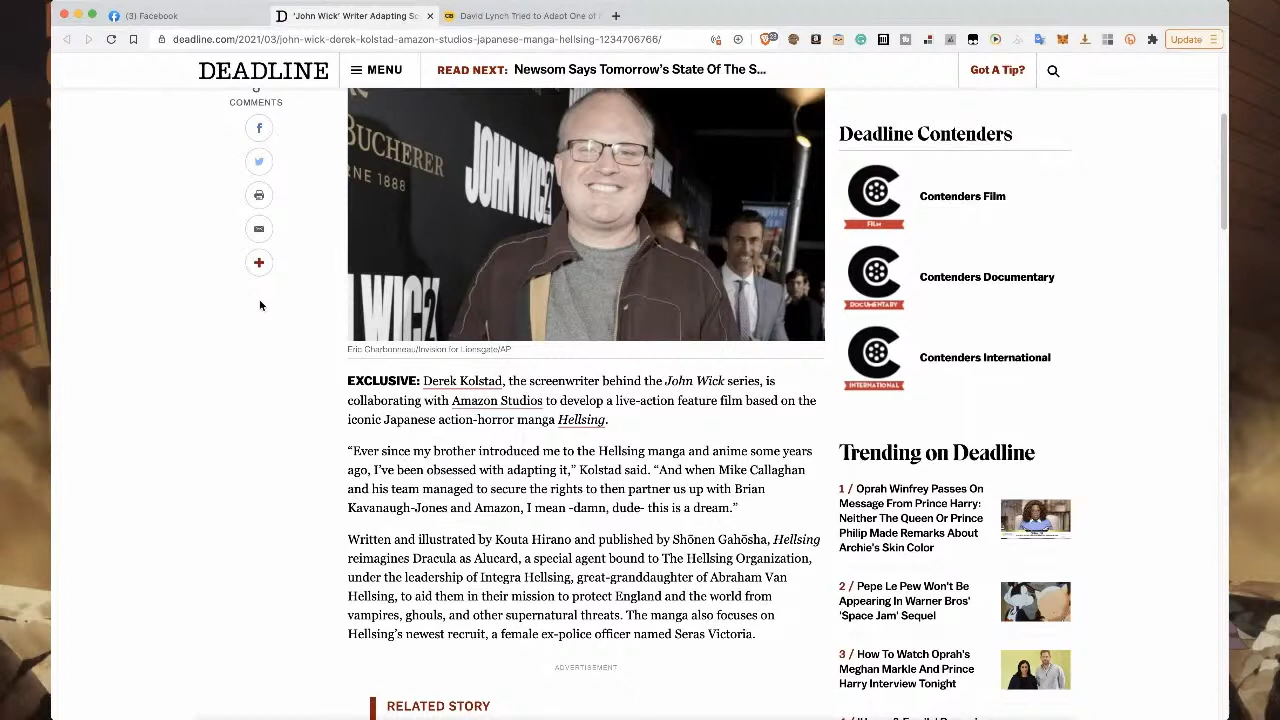 (3) Facebook
'John Wick' Writer Adapting Sc
David Lynch Tried to Adapt One of
deadline.com/2021/03/john-wick-derek-kolstad-amazon-studios-japanese-manga-hellsing-1234706766/
Update
DEADLINE
MENU
READ NEXT: Newsom Says Tomorrow's State Of The S...
Got A Tip?
COMMENTS
BUCHERER
RNE 1888
JOHN WICK2
WICK2
Eric Charbonneau/Invision for Lionsgate/AP
EXCLUSIVE: Derek Kolstad, the screenwriter behind the John Wick series, is
collaborating with Amazon Studios to develop a live-action feature film based on the
iconic Japanese action-horror manga Hellsing.
“Ever since my brother introduced me to the Hellsing manga and anime some years
ago, I’ve been obsessed with adapting it,” Kolstad said. “And when Mike Callaghan
and his team managed to secure the rights to then partner us up with Brian
Kavanaugh-Jones and Amazon, I mean -damn, dude- this is a dream.”
Written and illustrated by Kouta Hirano and published by Shōnen Gahōsha, Hellsing
reimagines Dracula as Alucard, a special agent bound to The Hellsing Organization,
under the leadership of Integra Hellsing, great-granddaughter of Abraham Van
Hellsing, to aid them in their mission to protect England and the world from
vampires, ghouls, and other supernatural threats. The manga also focuses on
Hellsing’s newest recruit, a female ex-police officer named Seras Victoria.
ADVERTISEMENT
RELATED STORY
Deadline Contenders
FILM
Contenders Film
DOCUMENTARY
Contenders Documentary
INTERNATIONAL
Contenders International
Trending on Deadline
1 / Oprah Winfrey Passes On
Message From Prince Harry:
Neither The Queen Or Prince
Philip Made Remarks About
Archie's Skin Color
2 / Pepe Le Pew Won't Be
Appearing In Warner Bros'
'Space Jam' Sequel
3 / How To Watch Oprah's
Meghan Markle And Prince
Harry Interview Tonight